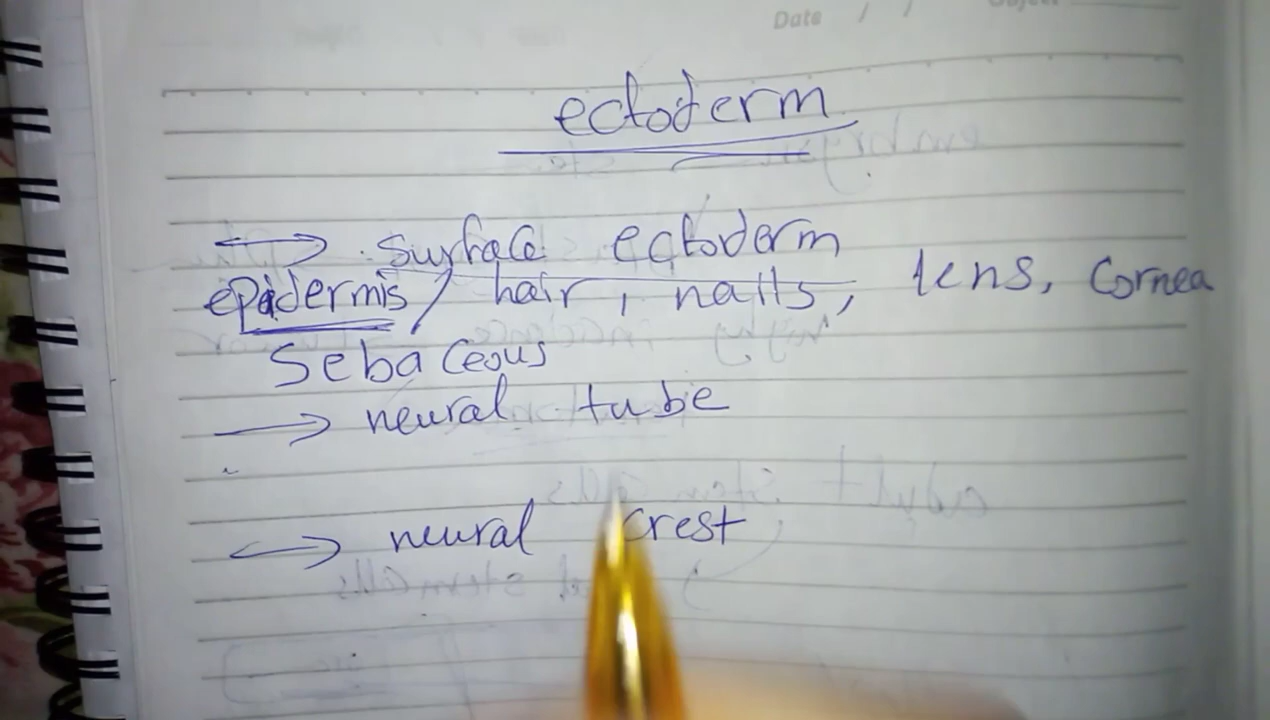 Date / /
ectoderm
surface ectoderm
epidermis, hair, nails, lens, Cornea
Sebaceous
neural tube
neural crest